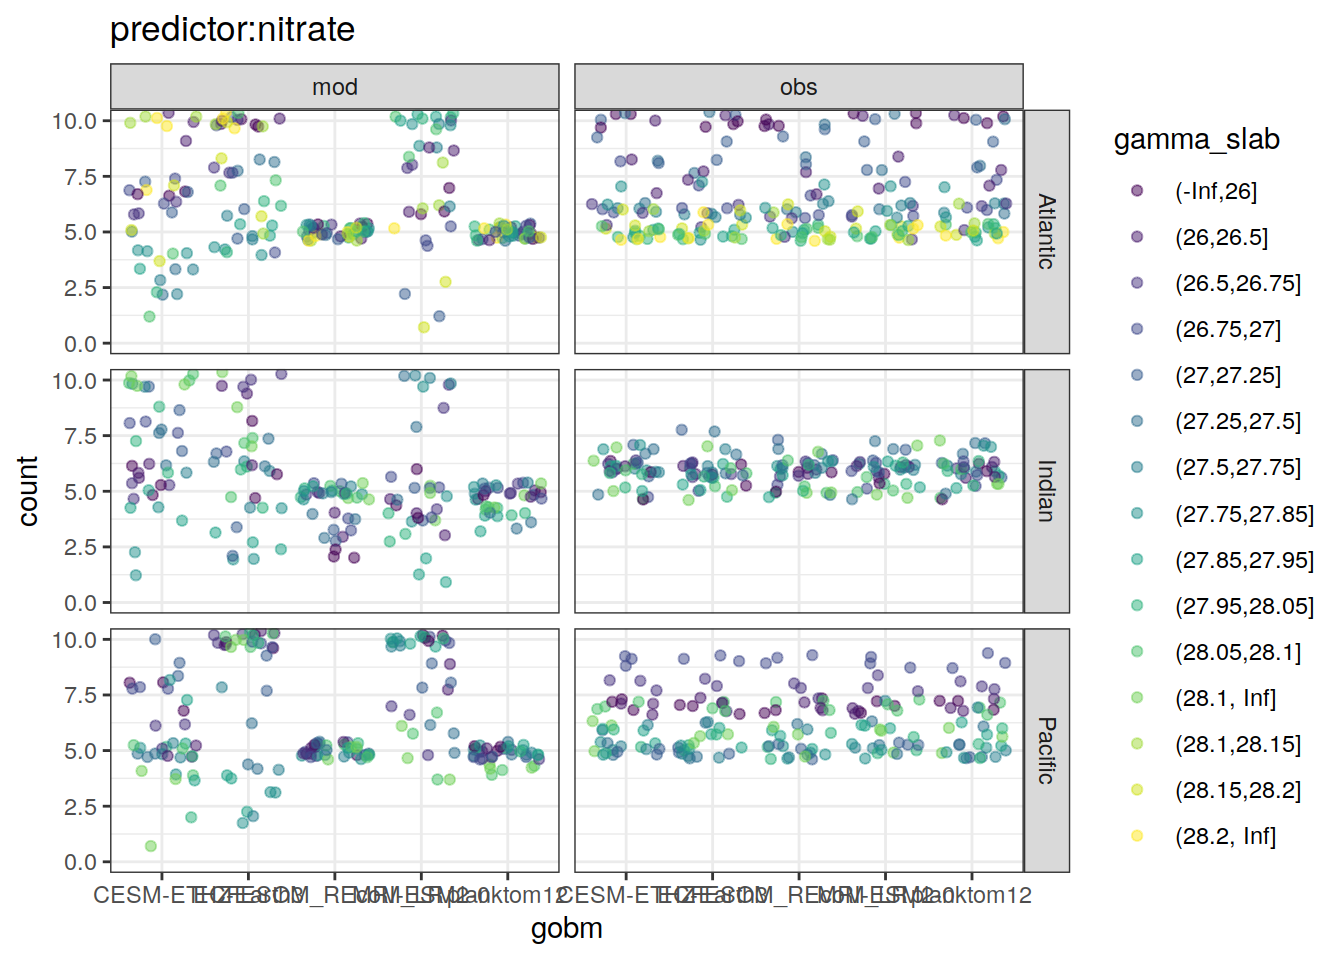 predictor:nitrate
mod
obs
10.0
7.5
5.0
2.5
0.0
Atlantic
10.0
7.5
5.0
2.5
0.0
Indian
10.0
7.5
5.0
2.5
0.0
Pacific
count
gobm
gamma_slab
(-Inf,26]
(26,26.5]
(26.5,26.75]
(26.75,27]
(27,27.25]
(27.25,27.5]
(27.5,27.75]
(27.75,27.85]
(27.85,27.95]
(27.95,28.05]
(28.05,28.1]
(28.1, Inf]
(28.1,28.15]
(28.15,28.2]
(28.2, Inf]